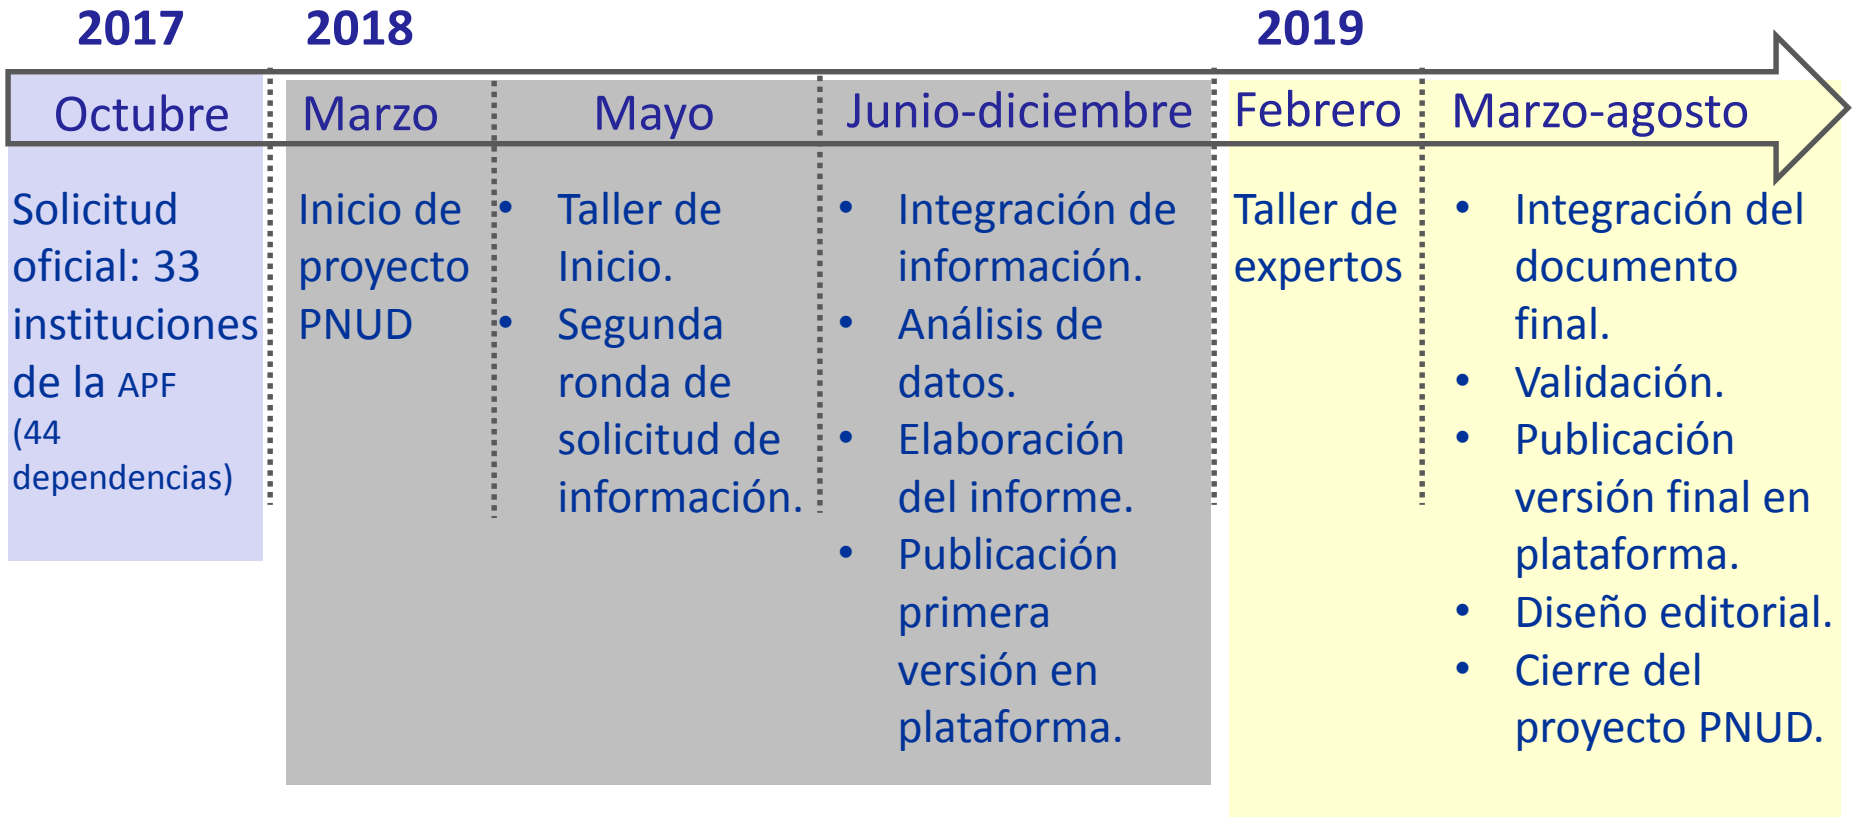 2017
2018
2019
Octubre
Marzo
Mayo
Junio-diciembre
Febrero
Marzo-agosto
Solicitud
oficial: 33
instituciones
de la APF
(44
dependencias)
Inicio de
proyecto
PNUD
• Taller de
Inicio.
• Segunda
ronda de
solicitud de
información.
• Integración de
información.
• Análisis de
datos.
• Elaboración
del informe.
• Publicación
primera
versión en
plataforma.
Taller de
expertos
• Integración del
documento
final.
• Validación.
• Publicación
versión final en
plataforma.
• Diseño editorial.
• Cierre del
proyecto PNUD.